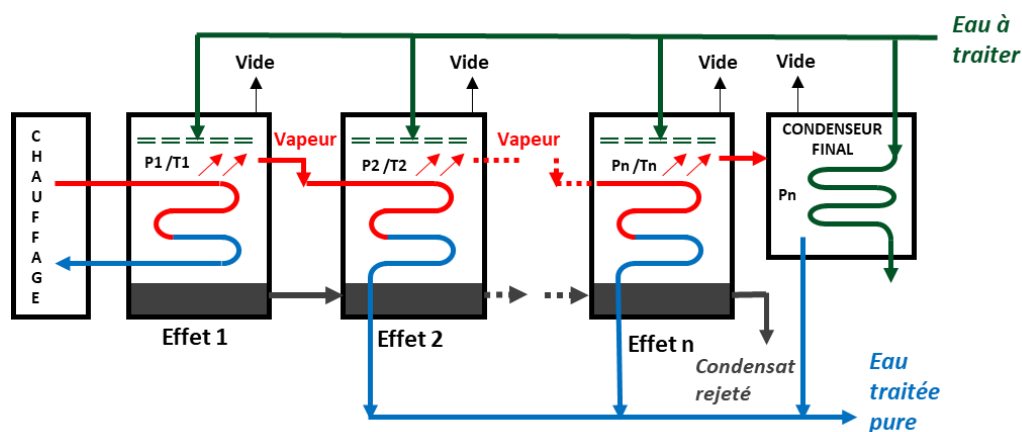 Eau à
traiter
Vide
Vide
Vide
Vide
CHAUFFAGE
P1 /T1
Vapeur
P2 /T2
Vapeur
Pn /Tn
CONDENSEUR
FINAL
Pn
Effet 1
Effet 2
Effet n
Condensat
rejeté
Eau
traitée
pure